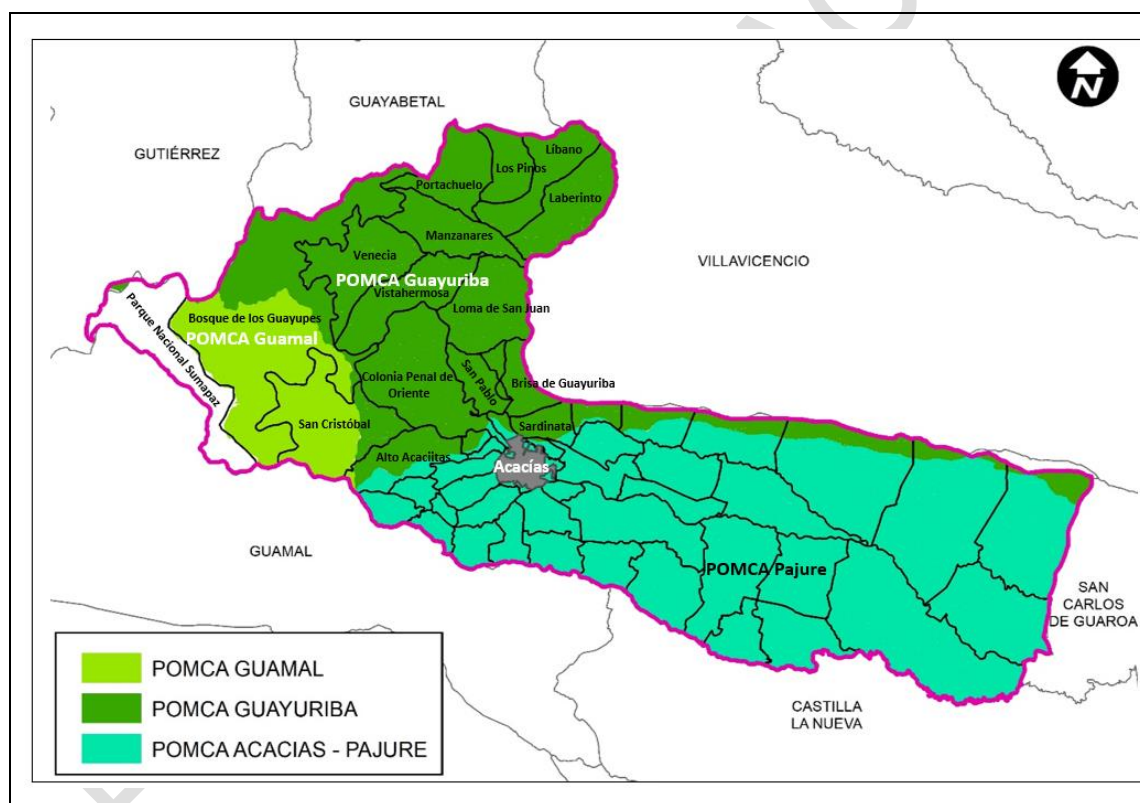 N
GUAYABETAL
GUTIÉRREZ
Líbano
Los Pinos
Portachuelo
Laberinto
Manzanares
Venecia
VILLAVICENCIO
POMCA Guayuriba
Vistahermosa
Loma de San Juan
Parque Nacional Sumapaz
Bosque de los Guayupes
POMCA Guamal
San Pablo
Colonia Penal de
Oriente
Brisa de Guayuriba
San Cristóbal
Sardinata
Alto Acaciitas
Acacías
GUAMAL
POMCA Pajure
SAN
CARLOS
DE GUAROA
CASTILLA
LA NUEVA
POMCA GUAMAL
POMCA GUAYURIBA
POMCA ACACIAS - PAJURE